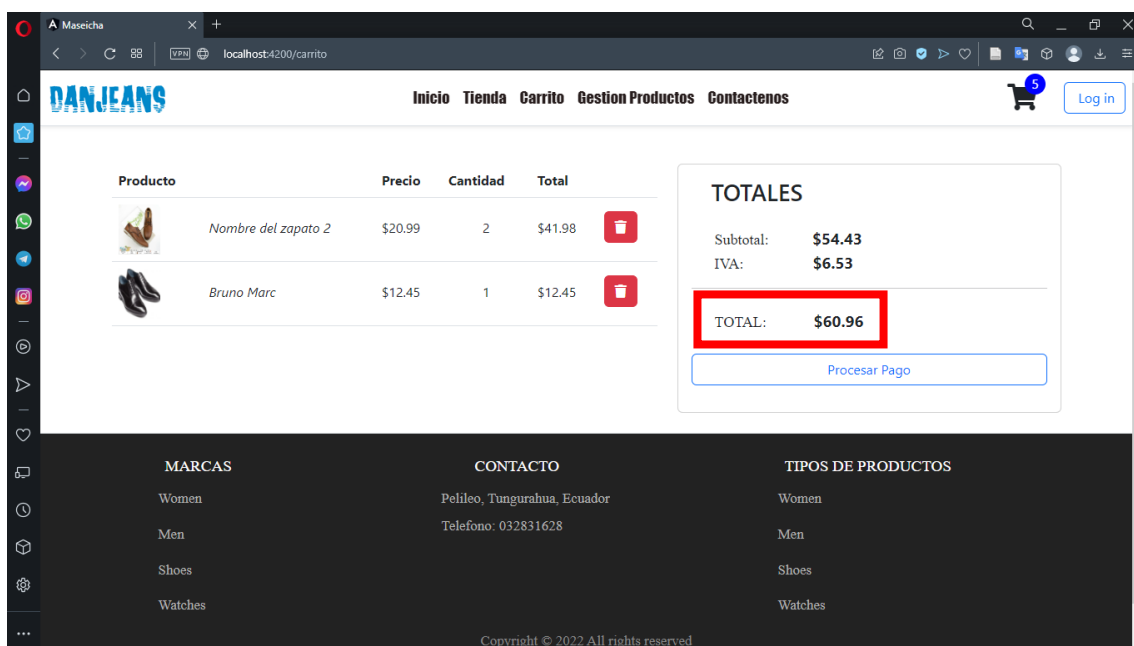 Maseicha
VPN localhost:4200/carrito
DANJEANS Inicio Tienda Carrito Gestion Productos Contactenos 5 Log in
Producto Precio Cantidad Total
Nombre del zapato 2 $20.99 2 $41.98
Bruno Marc $12.45 1 $12.45
TOTALES
Subtotal: $54.43
IVA: $6.53
TOTAL: $60.96
Procesar Pago
MARCAS
Women
Men
Shoes
Watches
CONTACTO
Pelileo, Tungurahua, Ecuador
Telefono: 032831628
TIPOS DE PRODUCTOS
Women
Men
Shoes
Watches
Copyright © 2022 All rights reserved